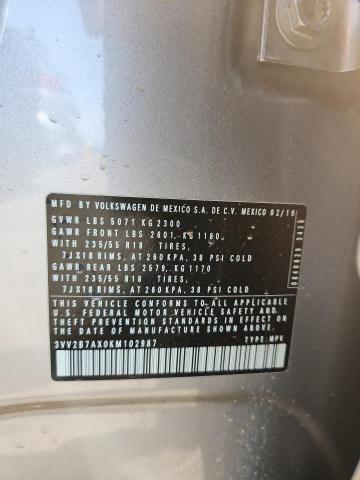 MFD BY VOLKSWAGEN DE MEXICO S.A. DE C.V. MEXICO 02/19
GVWR LBS 5071 KG 2300
GAWR FRONT LBS 2601, KG 1180,
WITH 235/55 R18 TIRES,
7JX18 RIMS, AT 260 KPA, 38 PSI COLD
GAWR REAR LBS 2579, KG 1170
WITH 235/55 R18 TIRES,
7JX18 RIMS, AT 260 KPA, 38 PSI COLD
THIS VEHICLE CONFORMS TO ALL APPLICABLE
U.S. FEDERAL MOTOR VEHICLE SAFETY AND
THEFT PREVENTION STANDARDS IN EFFECT ON THE
DATE OF MANUFACTURE SHOWN ABOVE
3VV2B7AX0KM102987 TYPE: MPV